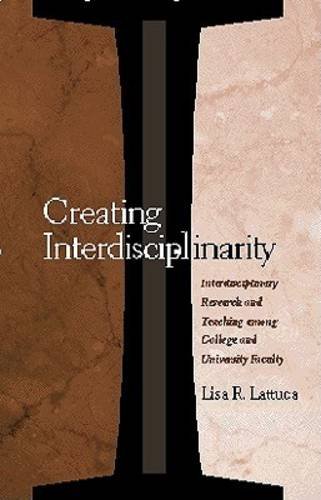 Creating
Interdisciplinarity
Interdisciplinary
Research and
Teaching among
College and
University Faculty
Lisa R. Lattuca